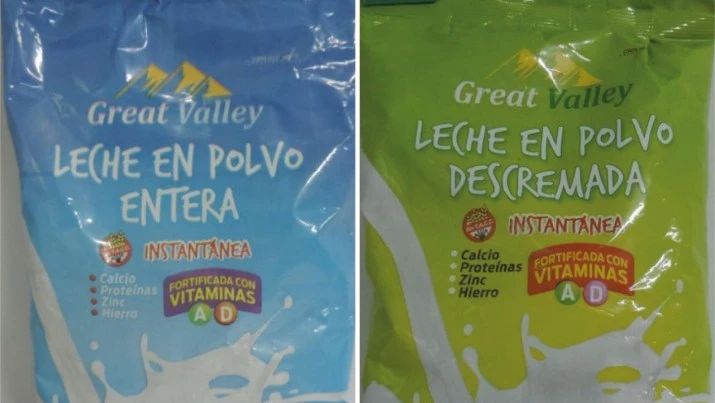 Great Valley
LECHE EN POLVO
ENTERA
INSTANTÁNEA
Calcio
Proteínas
Zinc
Hierro
FORTIFICADA CON
VITAMINAS
A D
Great Valley
LECHE EN POLVO
DESCREMADA
SIN T.A.C.C.
INSTANTÁNEA
Calcio
Proteínas
Zinc
Hierro
FORTIFICADA CON
VITAMINAS
A D